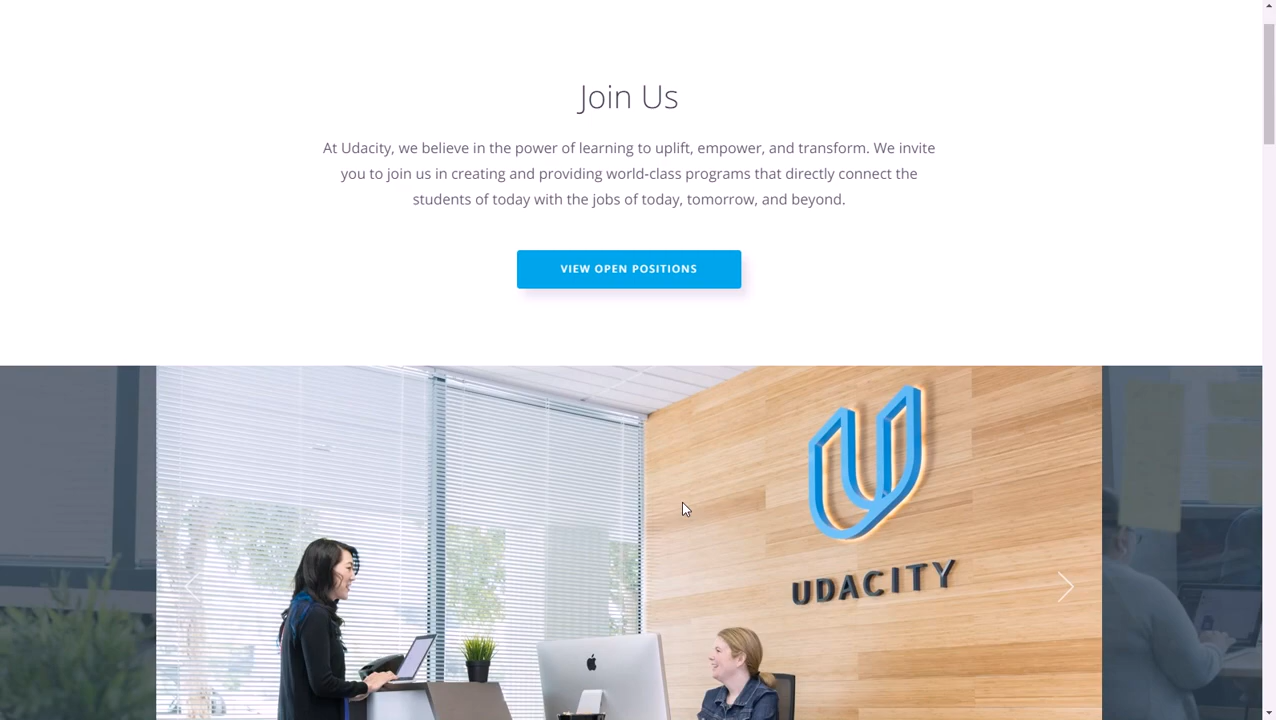 Join Us
At Udacity, we believe in the power of learning to uplift, empower, and transform. We invite
you to join us in creating and providing world-class programs that directly connect the
students of today with the jobs of today, tomorrow, and beyond.
VIEW OPEN POSITIONS
UDACITY